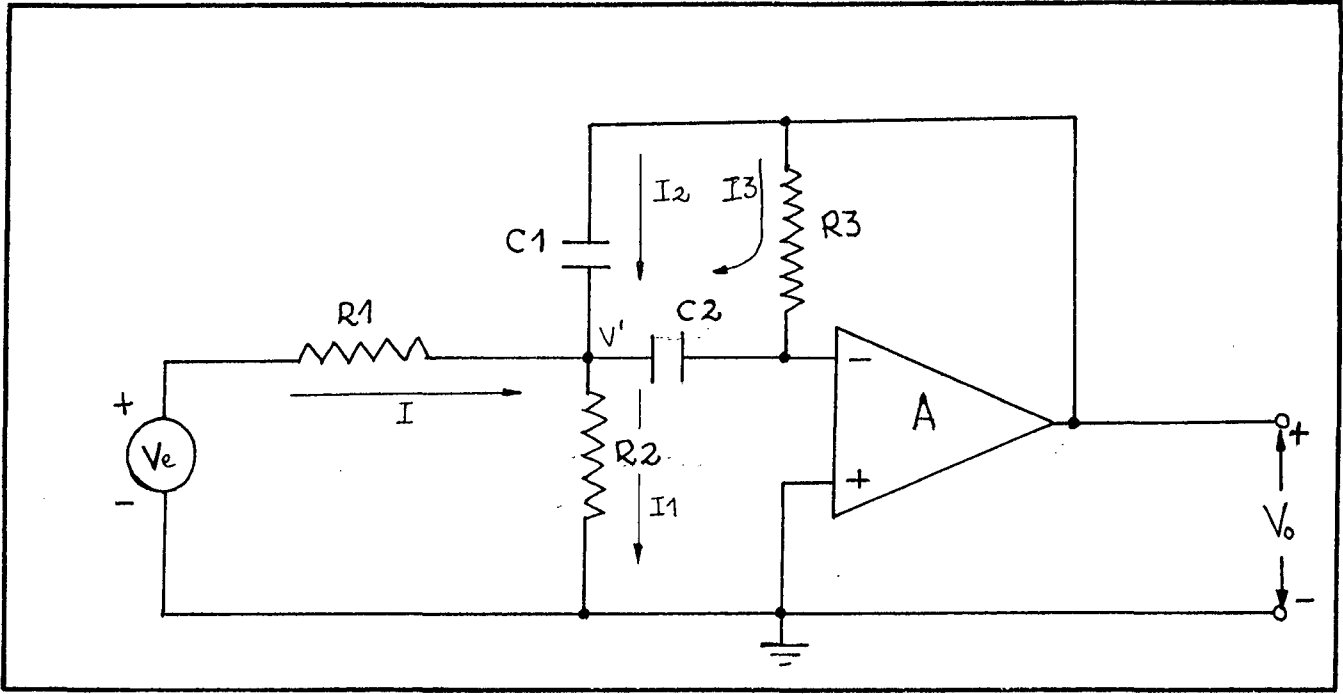 I2
I3
R3
C1
C2
R1
V'
+
I
−
A
Ve
R2
+
+
−
I1
Vo
-